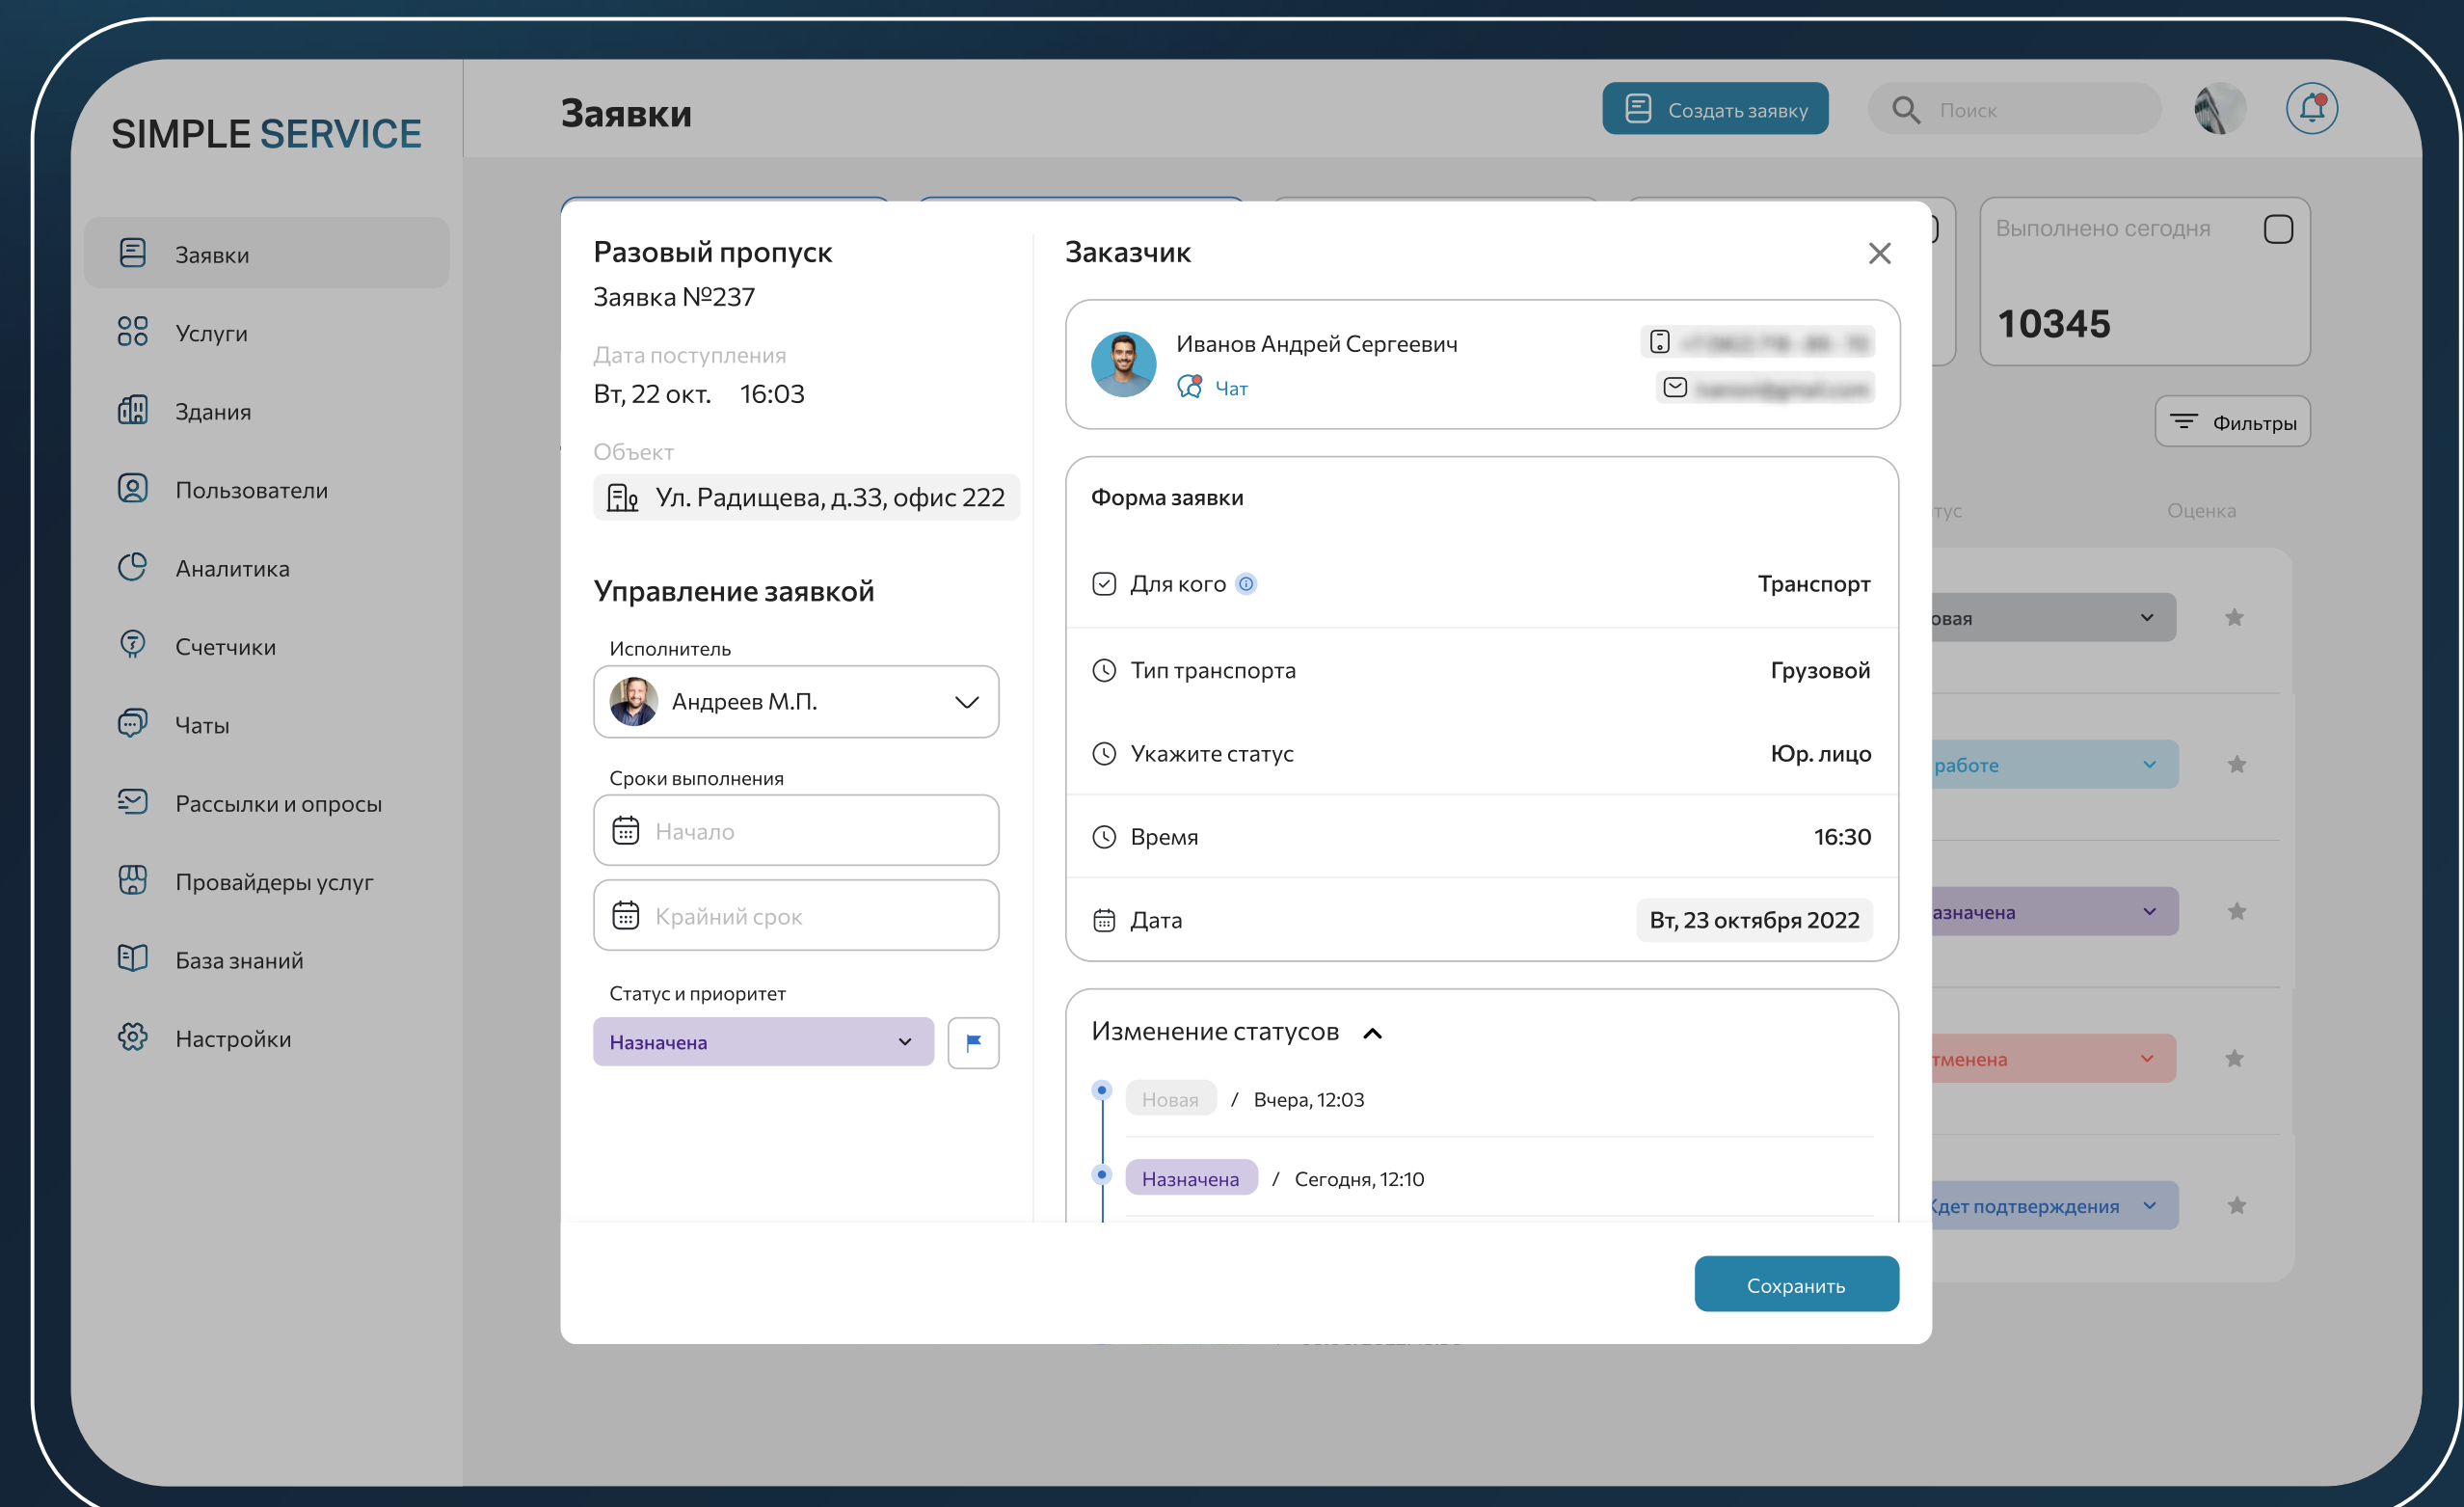 SIMPLE SERVICE
Заявки
Услуги
Здания
Пользователи
Аналитика
Счетчики
Чаты
Рассылки и опросы
Провайдеры услуг
База знаний
Настройки
Заявки
Создать заявку
Поиск
Выполнено сегодня
10345
Фильтры
Оценка
работе
Разовый пропуск
Заявка №237
Дата поступления
Вт, 22 окт. 16:03
Объект
Ул. Радищева, д.33, офис 222
Управление заявкой
Исполнитель
Андреев М.П.
Сроки выполнения
Начало
Крайний срок
Статус и приоритет
Назначена
Заказчик
Иванов Андрей Сергеевич
Чат
Форма заявки
Для кого
Транспорт
Тип транспорта
Грузовой
Укажите статус
Юр. лицо
Время
16:30
Дата
Вт, 23 октября 2022
Изменение статусов
Новая / Вчера, 12:03
Назначена / Сегодня, 12:10
подтверждения
Сохранить